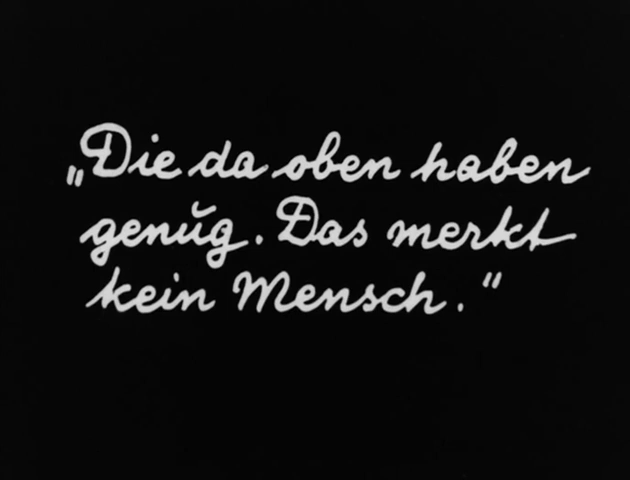 „Die da oben haben
genug. Das merkt
kein Mensch.“